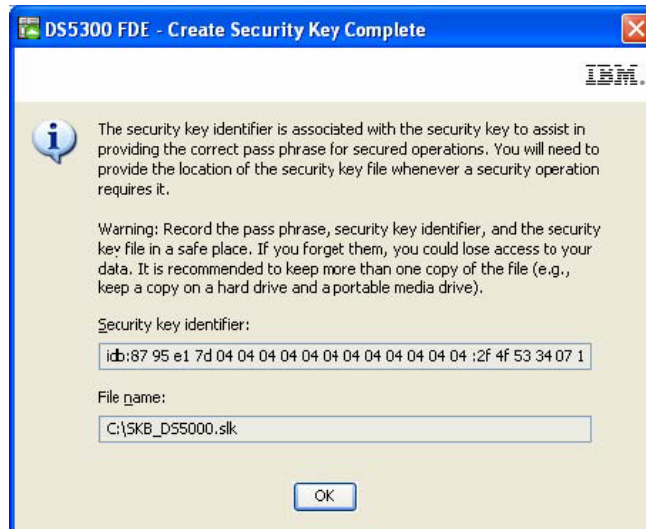 DS5300 FDE - Create Security Key Complete
IBM.
The security key identifier is associated with the security key to assist in
providing the correct pass phrase for secured operations. You will need to
provide the location of the security key file whenever a security operation
requires it.
Warning: Record the pass phrase, security key identifier, and the security
key file in a safe place. If you forget them, you could lose access to your
data. It is recommended to keep more than one copy of the file (e.g.,
keep a copy on a hard drive and a portable media drive).
Security key identifier:
idb:87 95 e1 7d 04 04 04 04 04 04 04 04 04 04 04 04 :2f 4f 53 34 07 1
File name:
C:\SKB_DS5000.slk
OK